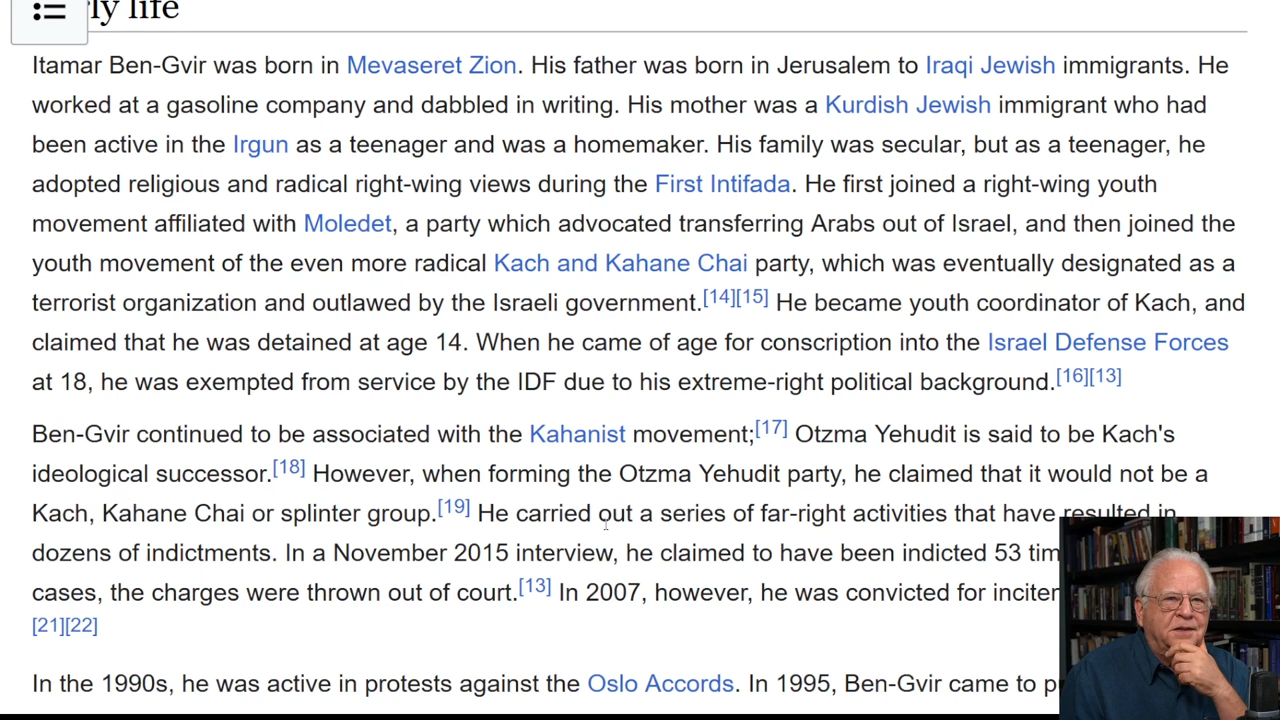 rly life
Itamar Ben-Gvir was born in Mevaseret Zion. His father was born in Jerusalem to Iraqi Jewish immigrants. He
worked at a gasoline company and dabbled in writing. His mother was a Kurdish Jewish immigrant who had
been active in the Irgun as a teenager and was a homemaker. His family was secular, but as a teenager, he
adopted religious and radical right-wing views during the First Intifada. He first joined a right-wing youth
movement affiliated with Moledet, a party which advocated transferring Arabs out of Israel, and then joined the
youth movement of the even more radical Kach and Kahane Chai party, which was eventually designated as a
terrorist organization and outlawed by the Israeli government.[14][15] He became youth coordinator of Kach, and
claimed that he was detained at age 14. When he came of age for conscription into the Israel Defense Forces
at 18, he was exempted from service by the IDF due to his extreme-right political background.[16][13]
Ben-Gvir continued to be associated with the Kahanist movement;[17] Otzma Yehudit is said to be Kach's
ideological successor.[18] However, when forming the Otzma Yehudit party, he claimed that it would not be a
Kach, Kahane Chai or splinter group.[19] He carried out a series of far-right activities that have resulted in
dozens of indictments. In a November 2015 interview, he claimed to have been indicted 53 tim
cases, the charges were thrown out of court.[13] In 2007, however, he was convicted for inciter
[21][22]
In the 1990s, he was active in protests against the Oslo Accords. In 1995, Ben-Gvir came to p